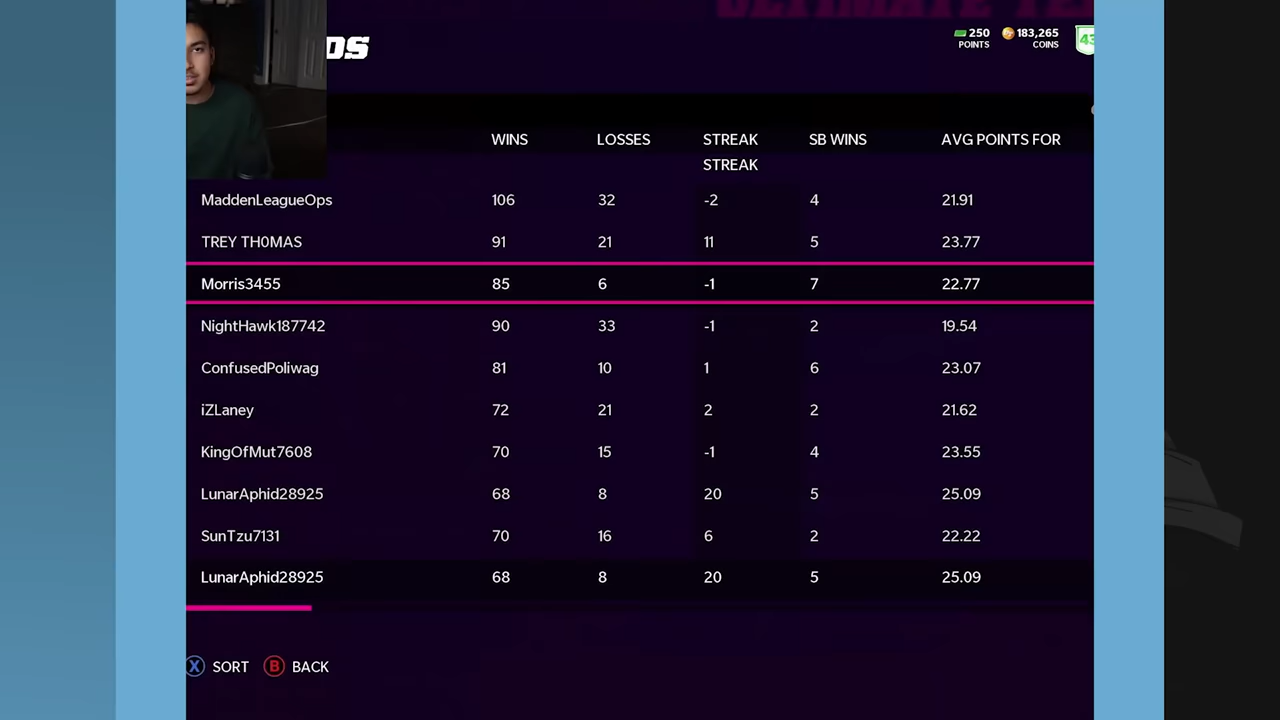 ULTIMATE TE
DS
250 POINTS 183,265 COINS 43
WINS LOSSES STREAK SB WINS AVG POINTS FOR
STREAK
MaddenLeagueOps 106 32 -2 4 21.91
TREY TH0MAS 91 21 11 5 23.77
Morris3455 85 6 -1 7 22.77
NightHawk187742 90 33 -1 2 19.54
ConfusedPoliwag 81 10 1 6 23.07
iZLaney 72 21 2 2 21.62
KingOfMut7608 70 15 -1 4 23.55
LunarAphid28925 68 8 20 5 25.09
SunTzu7131 70 16 6 2 22.22
LunarAphid28925 68 8 20 5 25.09
X SORT B BACK